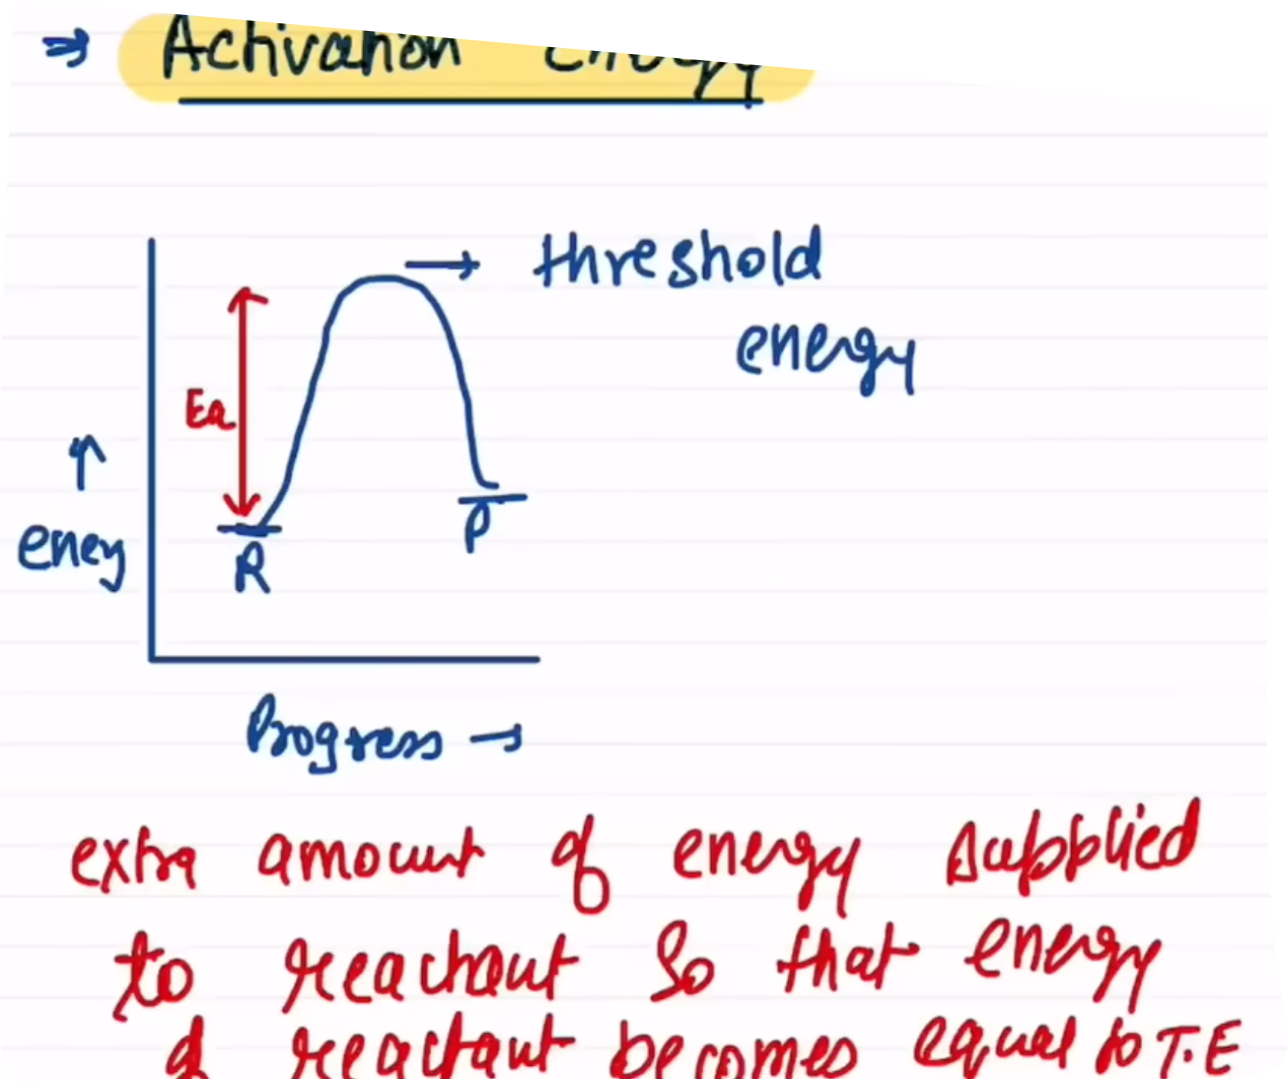 ⇒ Activation Energy
→ threshold
energy
Ea
↑
eney
R
P
Progress →
extra amount of energy supplied
to reactant so that energy
of reactant becomes equal to T.E